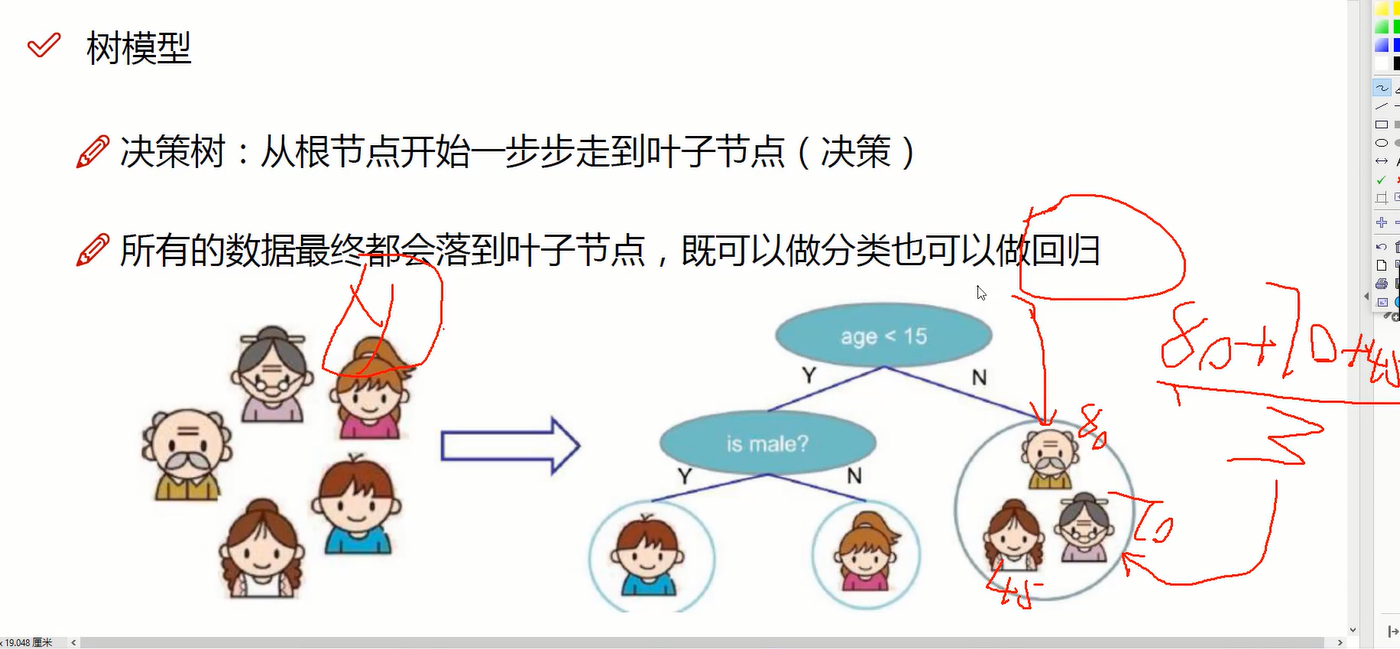 树模型
决策树：从根节点开始一步步走到叶子节点（决策）
所有的数据最终都会落到叶子节点，既可以做分类也可以做回归
age < 15
Y
N
is male?
Y
N
80
70
45
80+70+45
x 19.048 厘米